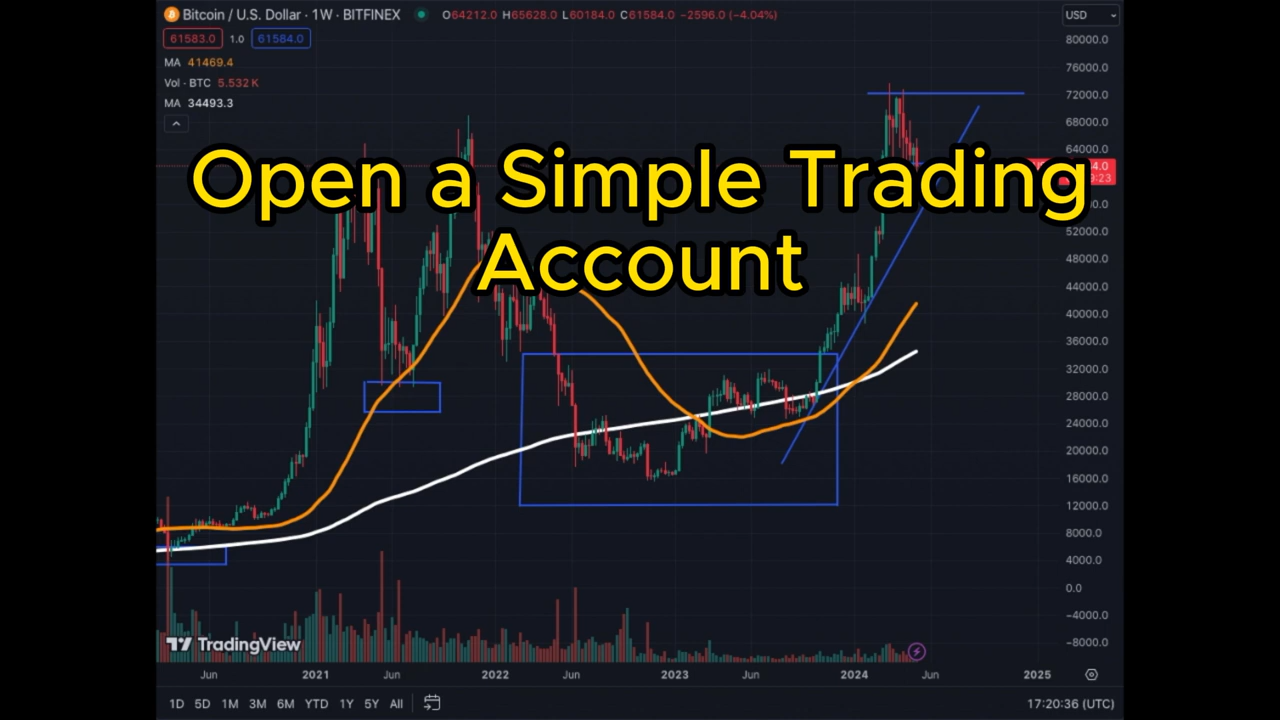 Bitcoin / U.S. Dollar · 1W · BITFINEX O64212.0 H65628.0 L60184.0 C61584.0 −2596.0 (−4.04%)
USD
61583.0 1.0 61584.0
MA 41469.4
Vol · BTC 5.532 K
MA 34493.3
Open a Simple Trading
Account
80000.0
76000.0
72000.0
68000.0
64000.0
52000.0
48000.0
44000.0
40000.0
36000.0
32000.0
28000.0
24000.0
20000.0
16000.0
12000.0
8000.0
4000.0
0.0
−4000.0
−8000.0
TradingView
Jun 2021 Jun 2022 Jun 2023 Jun 2024 Jun 2025
1D 5D 1M 3M 6M YTD 1Y 5Y All 17:20:36 (UTC)